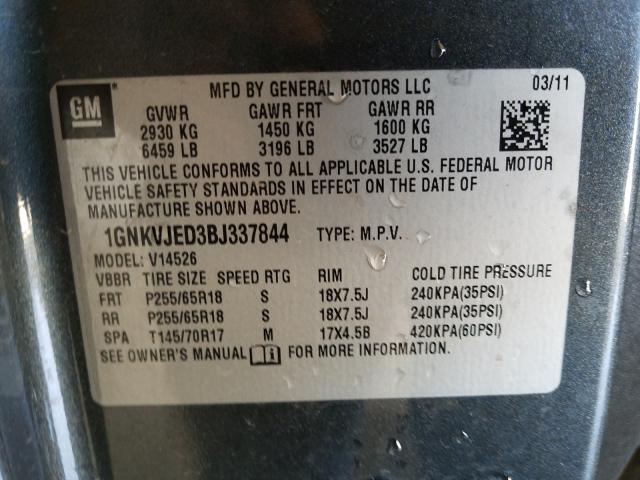 GM
MFD BY GENERAL MOTORS LLC 03/11
GVWR GAWR FRT GAWR RR
2930 KG 1450 KG 1600 KG
6459 LB 3196 LB 3527 LB
THIS VEHICLE CONFORMS TO ALL APPLICABLE U.S. FEDERAL MOTOR
VEHICLE SAFETY STANDARDS IN EFFECT ON THE DATE OF
MANUFACTURE SHOWN ABOVE.
1GNKVJED3BJ337844 TYPE: M.P.V.
MODEL: V14526
VBBR TIRE SIZE SPEED RTG RIM COLD TIRE PRESSURE
FRT P255/65R18 S 18X7.5J 240KPA(35PSI)
RR P255/65R18 S 18X7.5J 240KPA(35PSI)
SPA T145/70R17 M 17X4.5B 420KPA(60PSI)
SEE OWNER'S MANUAL FOR MORE INFORMATION.